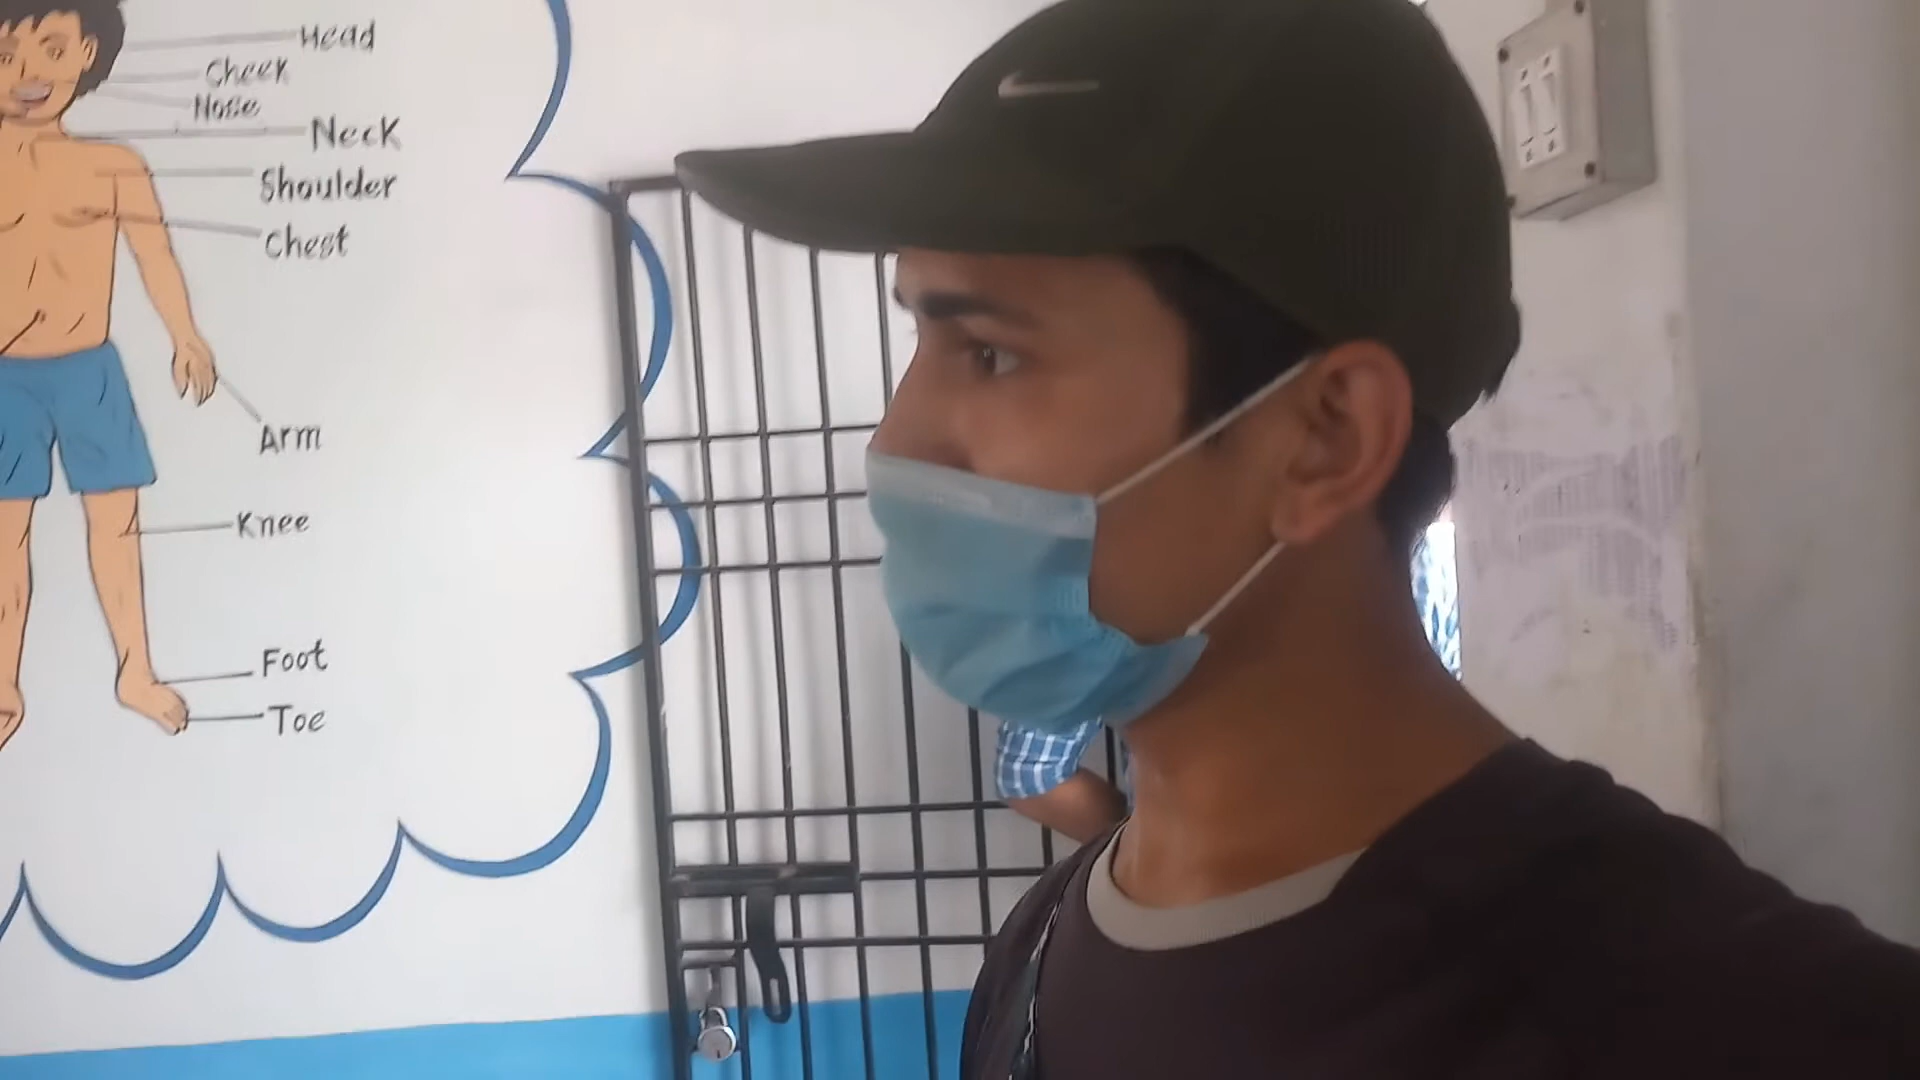 Head
Cheek
Nose
Neck
Shoulder
Chest
Arm
Knee
Foot
Toe